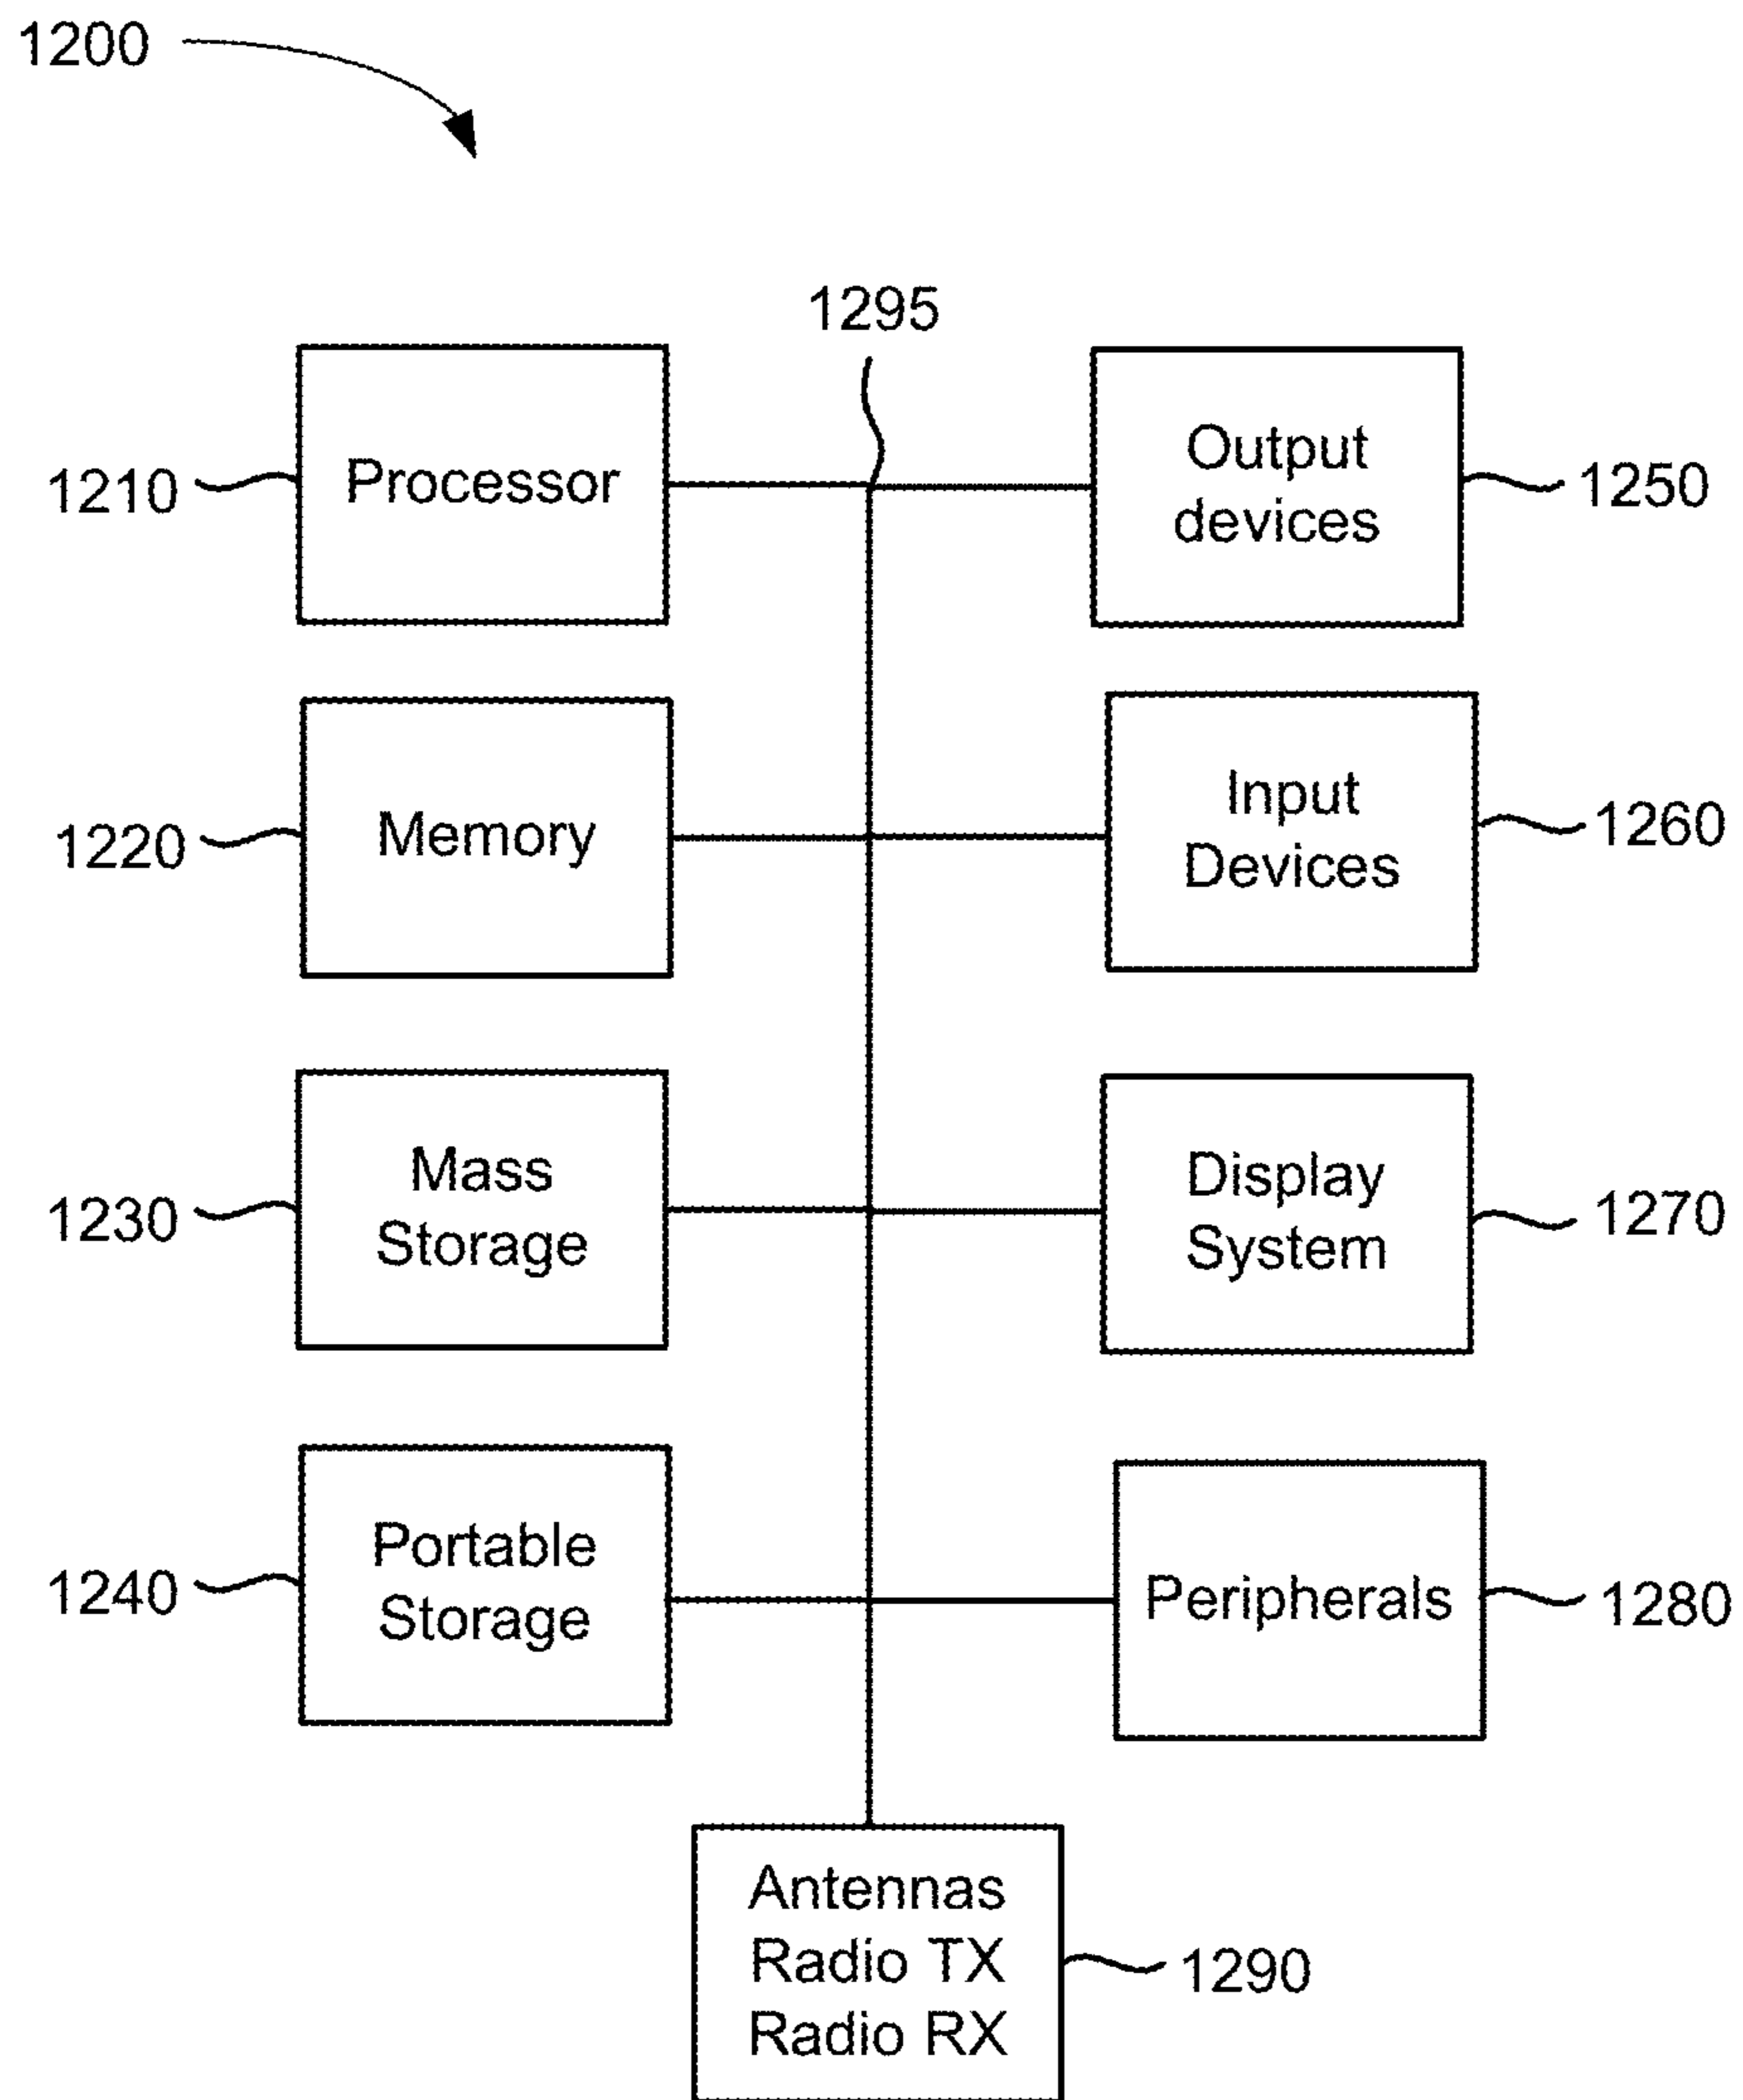 1200
1295
1210
Processor
Output
devices
1250
1220
Memory
Input
Devices
1260
1230
Mass
Storage
Display
System
1270
1240
Portable
Storage
Peripherals
1280
Antennas
Radio TX
Radio RX
1290